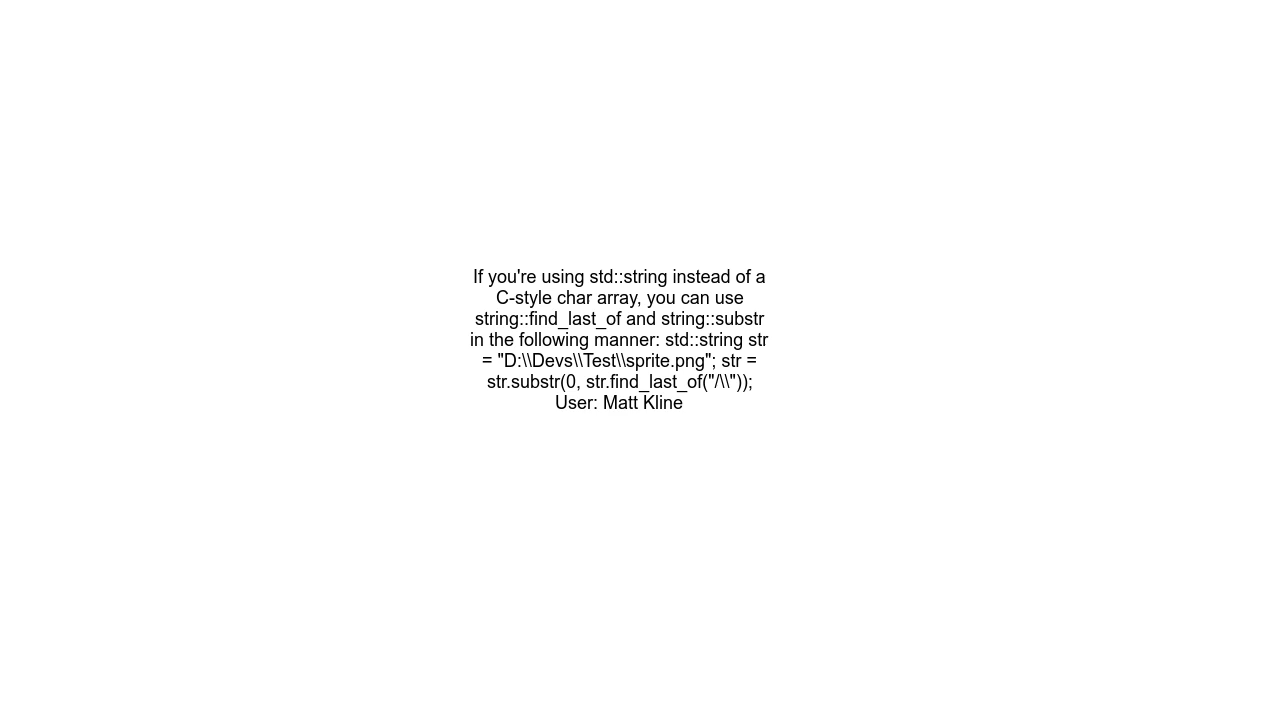 If you're using std::string instead of a
C-style char array, you can use
string::find_last_of and string::substr
in the following manner: std::string str
= "D:\\Devs\\Test\\sprite.png"; str =
str.substr(0, str.find_last_of("/\\"));
User: Matt Kline